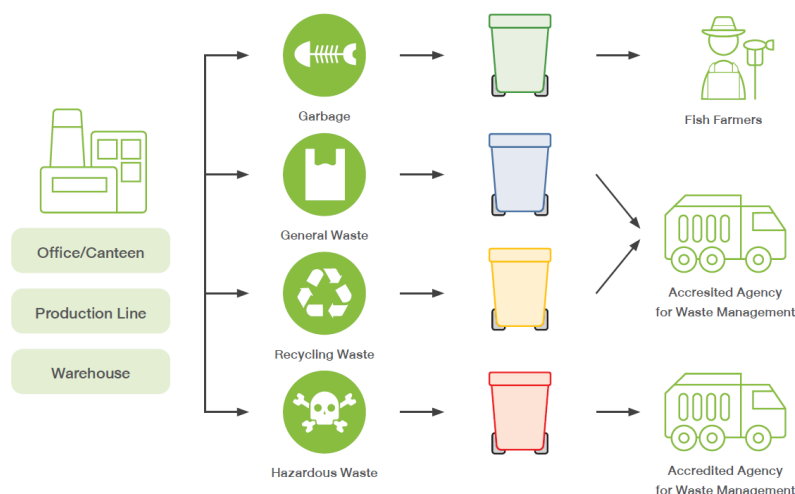 Office/Canteen
Production Line
Warehouse
Garbage
General Waste
Recycling Waste
Hazardous Waste
Fish Farmers
Accresited Agency
for Waste Management
Accredited Agency
for Waste Management